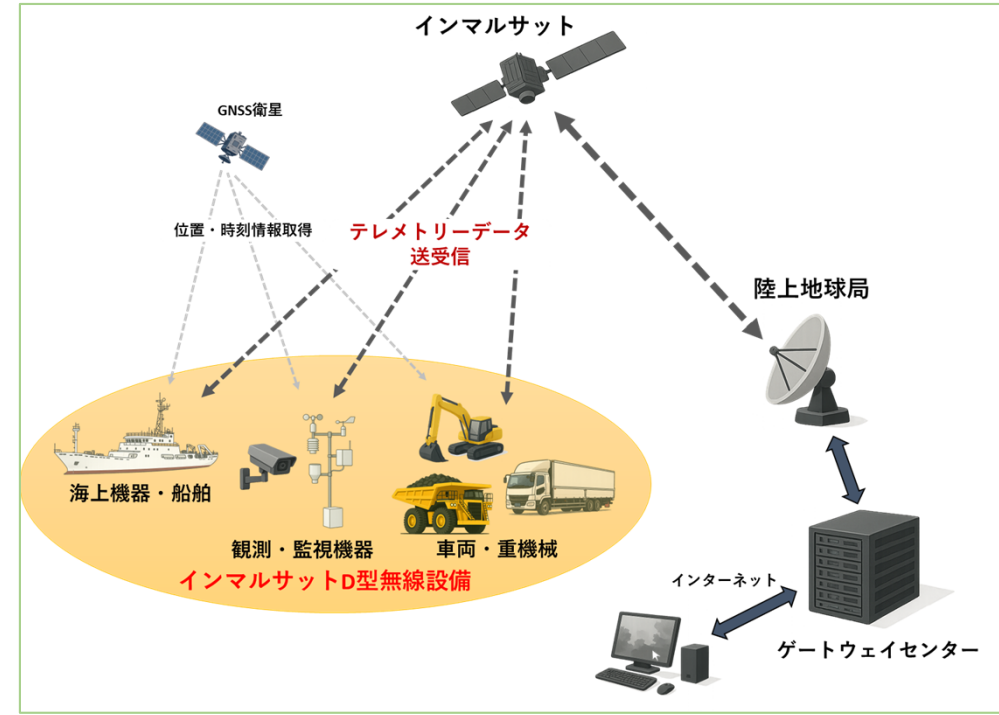 インマルサット
GNSS衛星
位置・時刻情報取得
テレメトリーデータ
送受信
陸上地球局
海上機器・船舶
観測・監視機器
車両・重機械
インマルサットD型無線設備
インターネット
ゲートウェイセンター